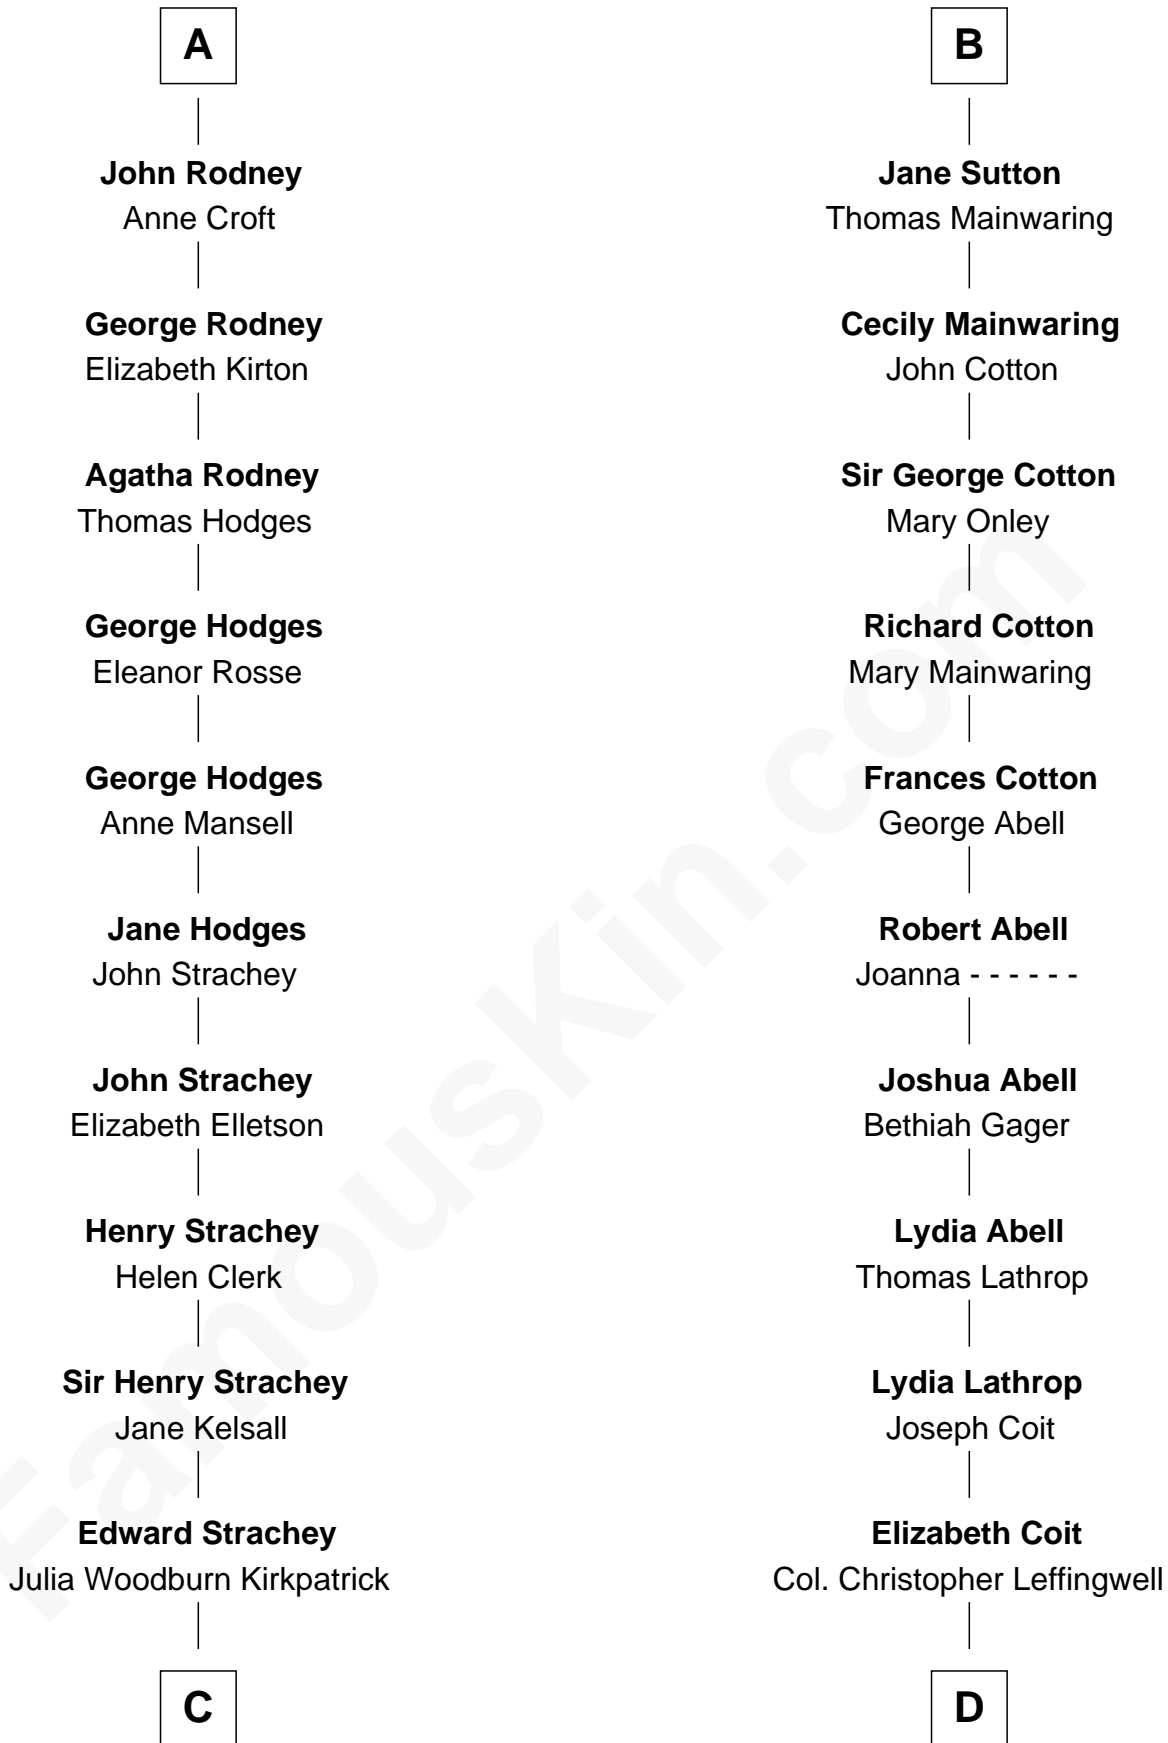 A
John Rodney
Anne Croft
George Rodney
Elizabeth Kirton
Agatha Rodney
Thomas Hodges
George Hodges
Eleanor Rosse
George Hodges
Anne Mansell
Jane Hodges
John Strachey
John Strachey
Elizabeth Elletson
Henry Strachey
Helen Clerk
Sir Henry Strachey
Jane Kelsall
Edward Strachey
Julia Woodburn Kirkpatrick
C
B
Jane Sutton
Thomas Mainwaring
Cecily Mainwaring
John Cotton
Sir George Cotton
Mary Onley
Richard Cotton
Mary Mainwaring
Frances Cotton
George Abell
Robert Abell
Joanna - - - - - -
Joshua Abell
Bethiah Gager
Lydia Abell
Thomas Lathrop
Lydia Lathrop
Joseph Coit
Elizabeth Coit
Col. Christopher Leffingwell
D
FamousKin.com